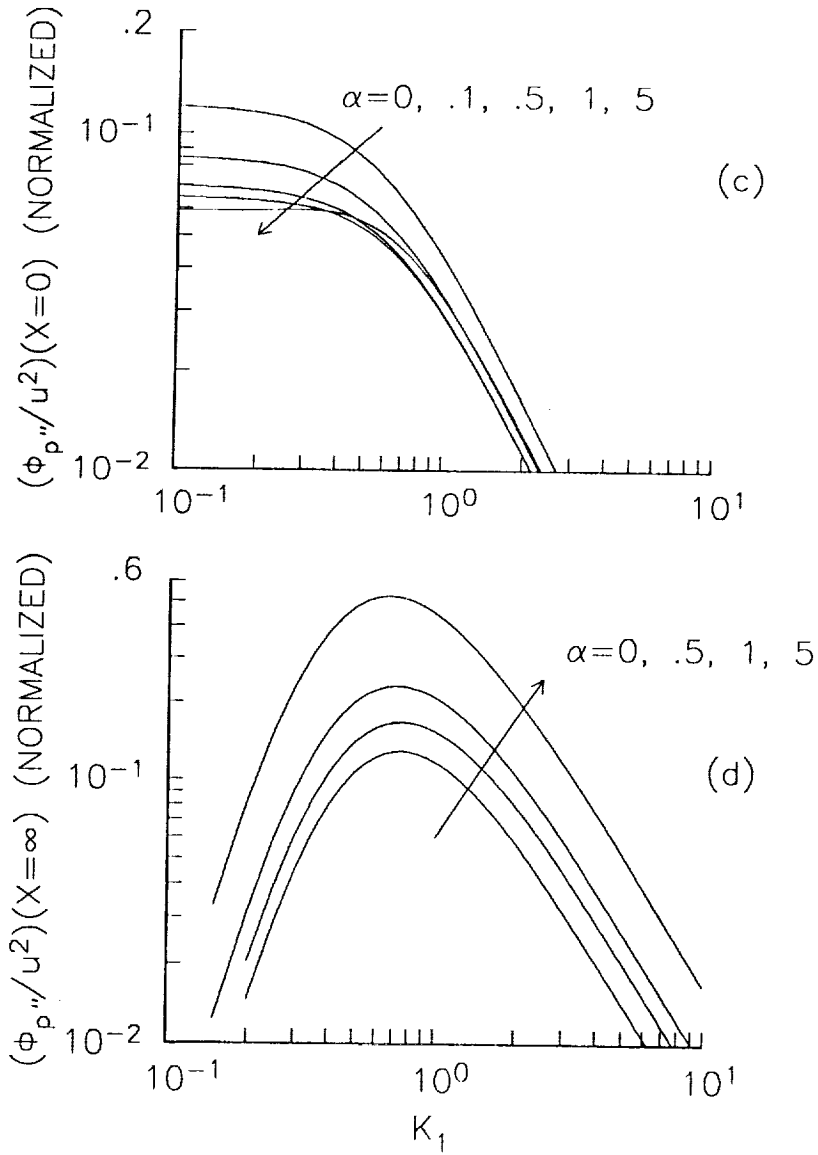 .2
α=0, .1, .5, 1, 5
10⁻¹
(c)
(ϕₚ″/u²)(X=0) (NORMALIZED)
10⁻²
10⁻¹
10⁰
10¹
.6
α=0, .5, 1, 5
10⁻¹
(d)
(ϕₚ″/u²)(X=∞) (NORMALIZED)
10⁻²
10⁻¹
10⁰
10¹
K₁